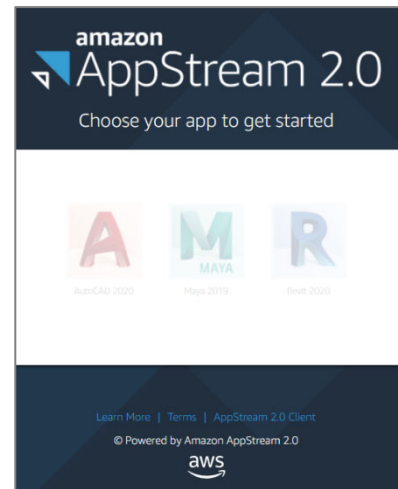 amazon
AppStream 2.0
Choose your app to get started
A
M
MAYA
R
AutoCAD 2020
Maya 2019
Revit 2020
Learn More | Terms | AppStream 2.0 Client
© Powered by Amazon AppStream 2.0
aws